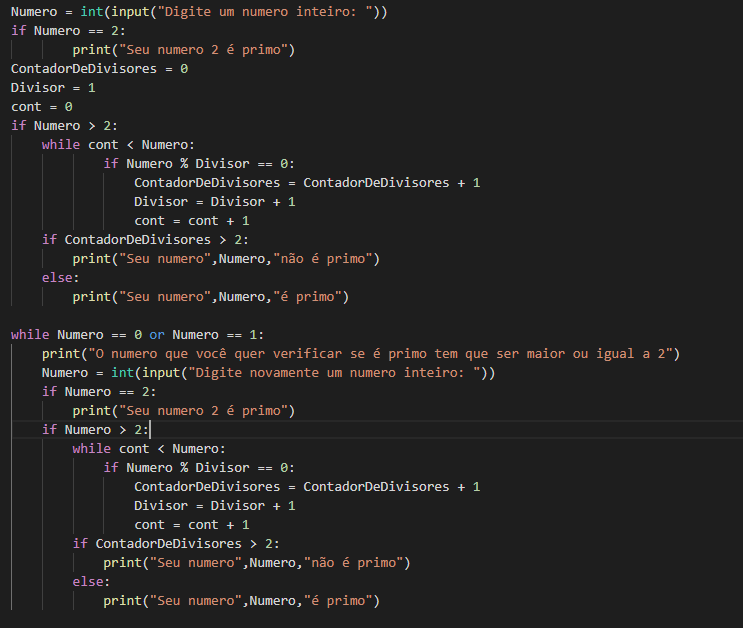 Numero = int(input("Digite um numero inteiro: "))
if Numero == 2:
        print("Seu numero 2 é primo")
ContadorDeDivisores = 0
Divisor = 1
cont = 0
if Numero > 2:
    while cont < Numero:
            if Numero % Divisor == 0:
                ContadorDeDivisores = ContadorDeDivisores + 1
                Divisor = Divisor + 1
                cont = cont + 1
    if ContadorDeDivisores > 2:
        print("Seu numero",Numero,"não é primo")
    else:
        print("Seu numero",Numero,"é primo")

while Numero == 0 or Numero == 1:
    print("O numero que você quer verificar se é primo tem que ser maior ou igual a 2")
    Numero = int(input("Digite novamente um numero inteiro: "))
    if Numero == 2:
        print("Seu numero 2 é primo")
    if Numero > 2:
        while cont < Numero:
            if Numero % Divisor == 0:
                ContadorDeDivisores = ContadorDeDivisores + 1
                Divisor = Divisor + 1
                cont = cont + 1
        if ContadorDeDivisores > 2:
            print("Seu numero",Numero,"não é primo")
        else:
            print("Seu numero",Numero,"é primo")